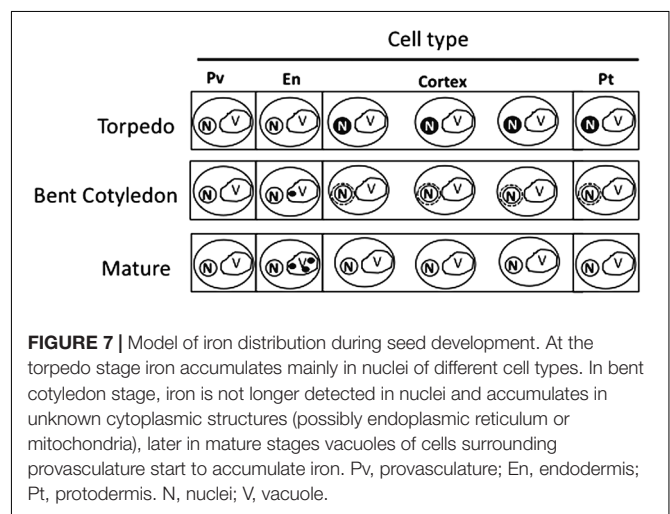 Cell type
Pv En Cortex Pt
Torpedo N V N V N V N V N V N V
Bent Cotyledon N V N V N V N V N V N V
Mature N V N V N V N V N V N V
FIGURE 7 | Model of iron distribution during seed development. At the
torpedo stage iron accumulates mainly in nuclei of different cell types. In bent
cotyledon stage, iron is not longer detected in nuclei and accumulates in
unknown cytoplasmic structures (possibly endoplasmic reticulum or
mitochondria), later in mature stages vacuoles of cells surrounding
provasculature start to accumulate iron. Pv, provasculature; En, endodermis;
Pt, protodermis. N, nuclei; V, vacuole.